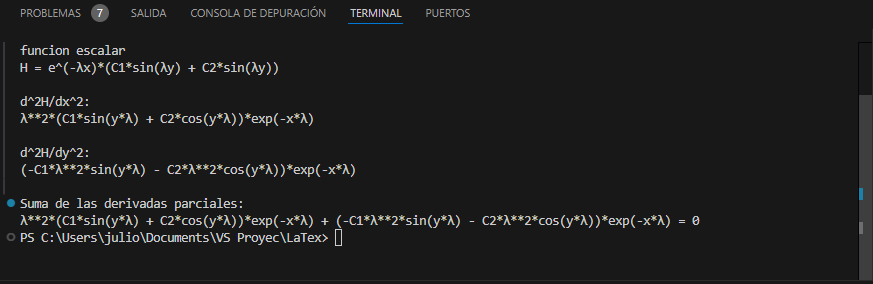 PROBLEMAS 7 SALIDA CONSOLA DE DEPURACIÓN TERMINAL PUERTOS
funcion escalar
H = e^(-λx)*(C1*sin(λy) + C2*sin(λy))
d^2H/dx^2:
λ**2*(C1*sin(y*λ) + C2*cos(y*λ))*exp(-x*λ)
d^2H/dy^2:
(-C1*λ**2*sin(y*λ) - C2*λ**2*cos(y*λ))*exp(-x*λ)
Suma de las derivadas parciales:
λ**2*(C1*sin(y*λ) + C2*cos(y*λ))*exp(-x*λ) + (-C1*λ**2*sin(y*λ) - C2*λ**2*cos(y*λ))*exp(-x*λ) = 0
PS C:\Users\julio\Documents\VS Proyec\LaTex>